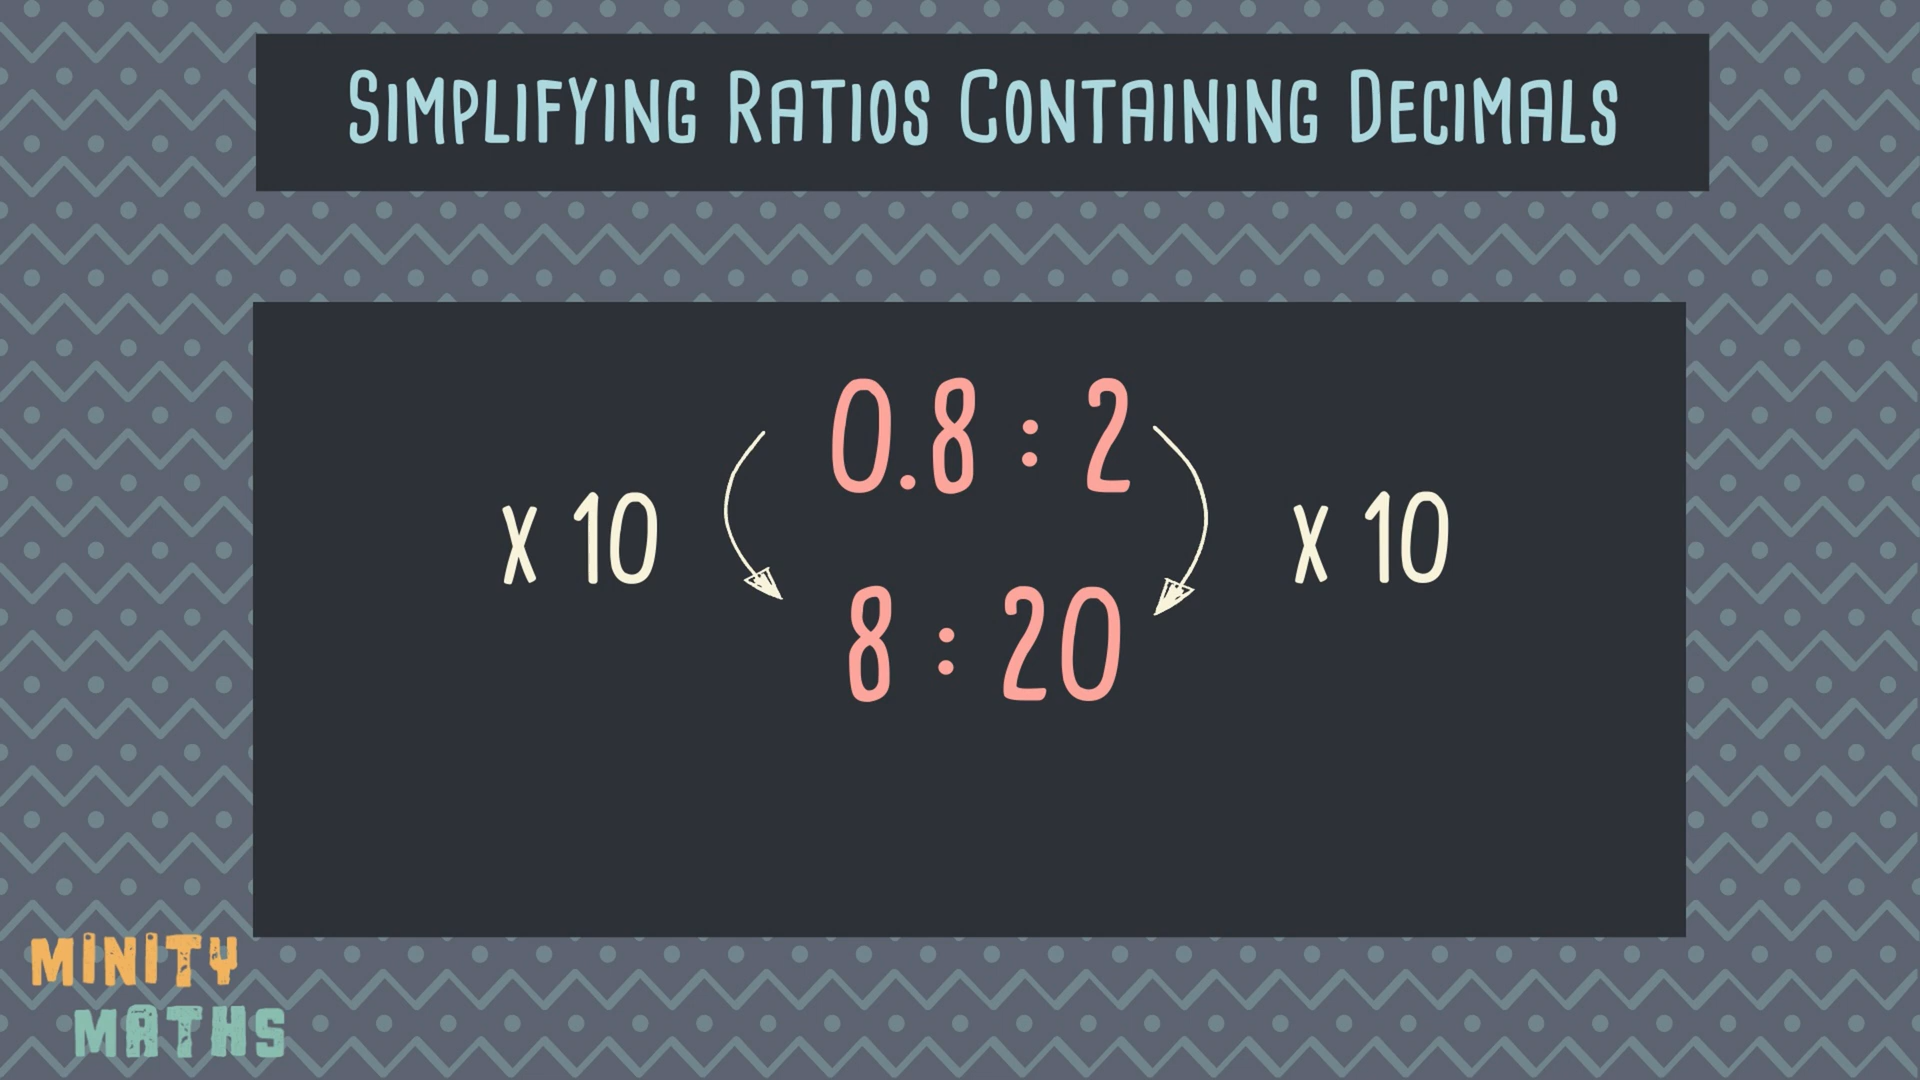 Simplifying Ratios Containing Decimals
0.8 : 2
x 10
x 10
8 : 20
MINITY
MATHS